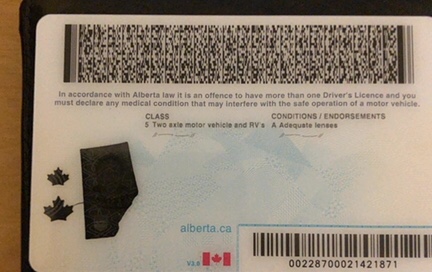 In accordance with Alberta law it is an offence to have more than one Driver's Licence and you
must declare any medical condition that may interfere with the safe operation of a motor vehicle.
CLASS CONDITIONS / ENDORSEMENTS
5 Two axle motor vehicle and RV's A Adequate lenses
alberta.ca
V3.0
00228700021421871